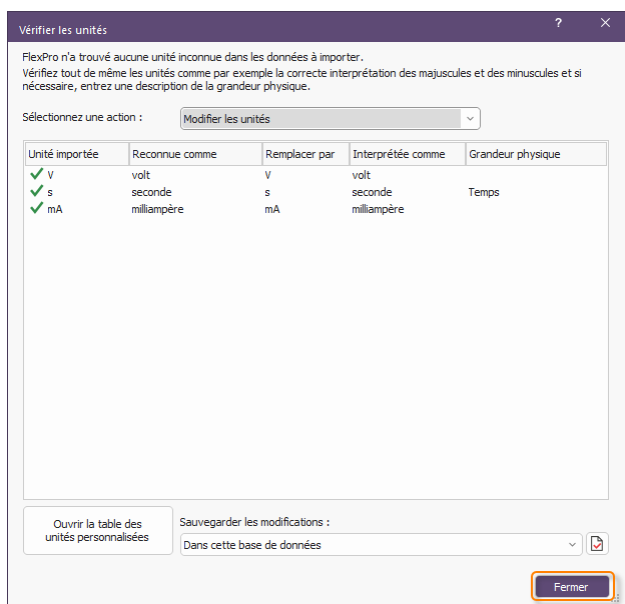 Vérifier les unités
?
FlexPro n'a trouvé aucune unité inconnue dans les données à importer.
Vérifiez tout de même les unités comme par exemple la correcte interprétation des majuscules et des minuscules et si
nécessaire, entrez une description de la grandeur physique.
Sélectionnez une action :
Modifier les unités
Unité importée Reconnue comme Remplacer par Interprétée comme Grandeur physique
V volt V volt
s seconde s seconde Temps
mA milliampère mA milliampère
Ouvrir la table des
unités personnalisées
Sauvegarder les modifications :
Dans cette base de données
Fermer